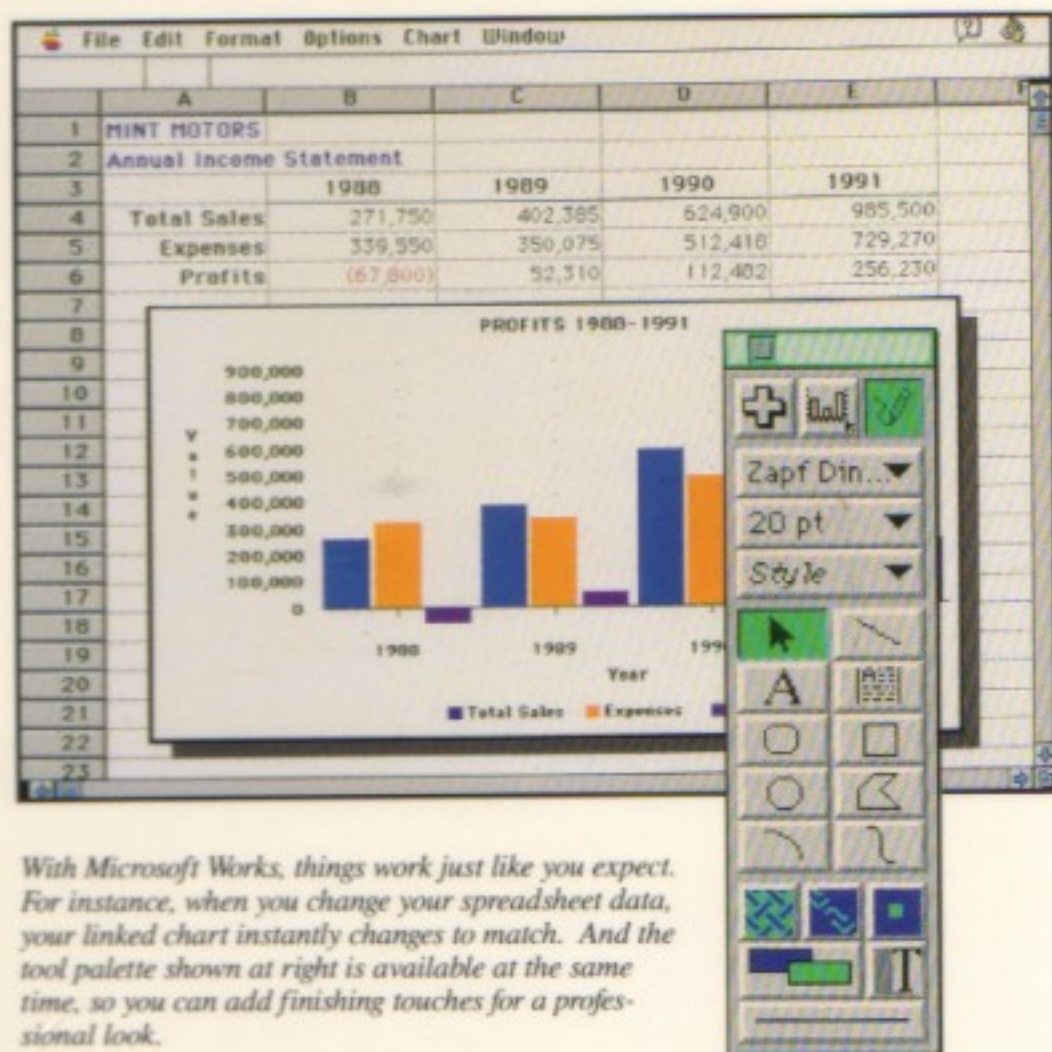 File Edit Format Options Chart Window
A B C D E F
1 MINT MOTORS
2 Annual Income Statement
3 1988 1989 1990 1991
4 Total Sales 271,750 402,385 624,900 985,500
5 Expenses 339,550 350,075 512,418 729,270
6 Profits (67,800) 52,310 112,482 256,230
7
8
9
10
11
12
13
14
15
16
17
18
19
20
21
22
23
PROFITS 1988-1991
900,000
800,000
700,000
600,000
500,000
400,000
300,000
200,000
100,000
0
Value
1988 1989 199
Year
Total Sales Expenses
Zapf Din...
20 pt
Style
A
T
With Microsoft Works, things work just like you expect.
For instance, when you change your spreadsheet data,
your linked chart instantly changes to match. And the
tool palette shown at right is available at the same
time, so you can add finishing touches for a profes-
sional look.